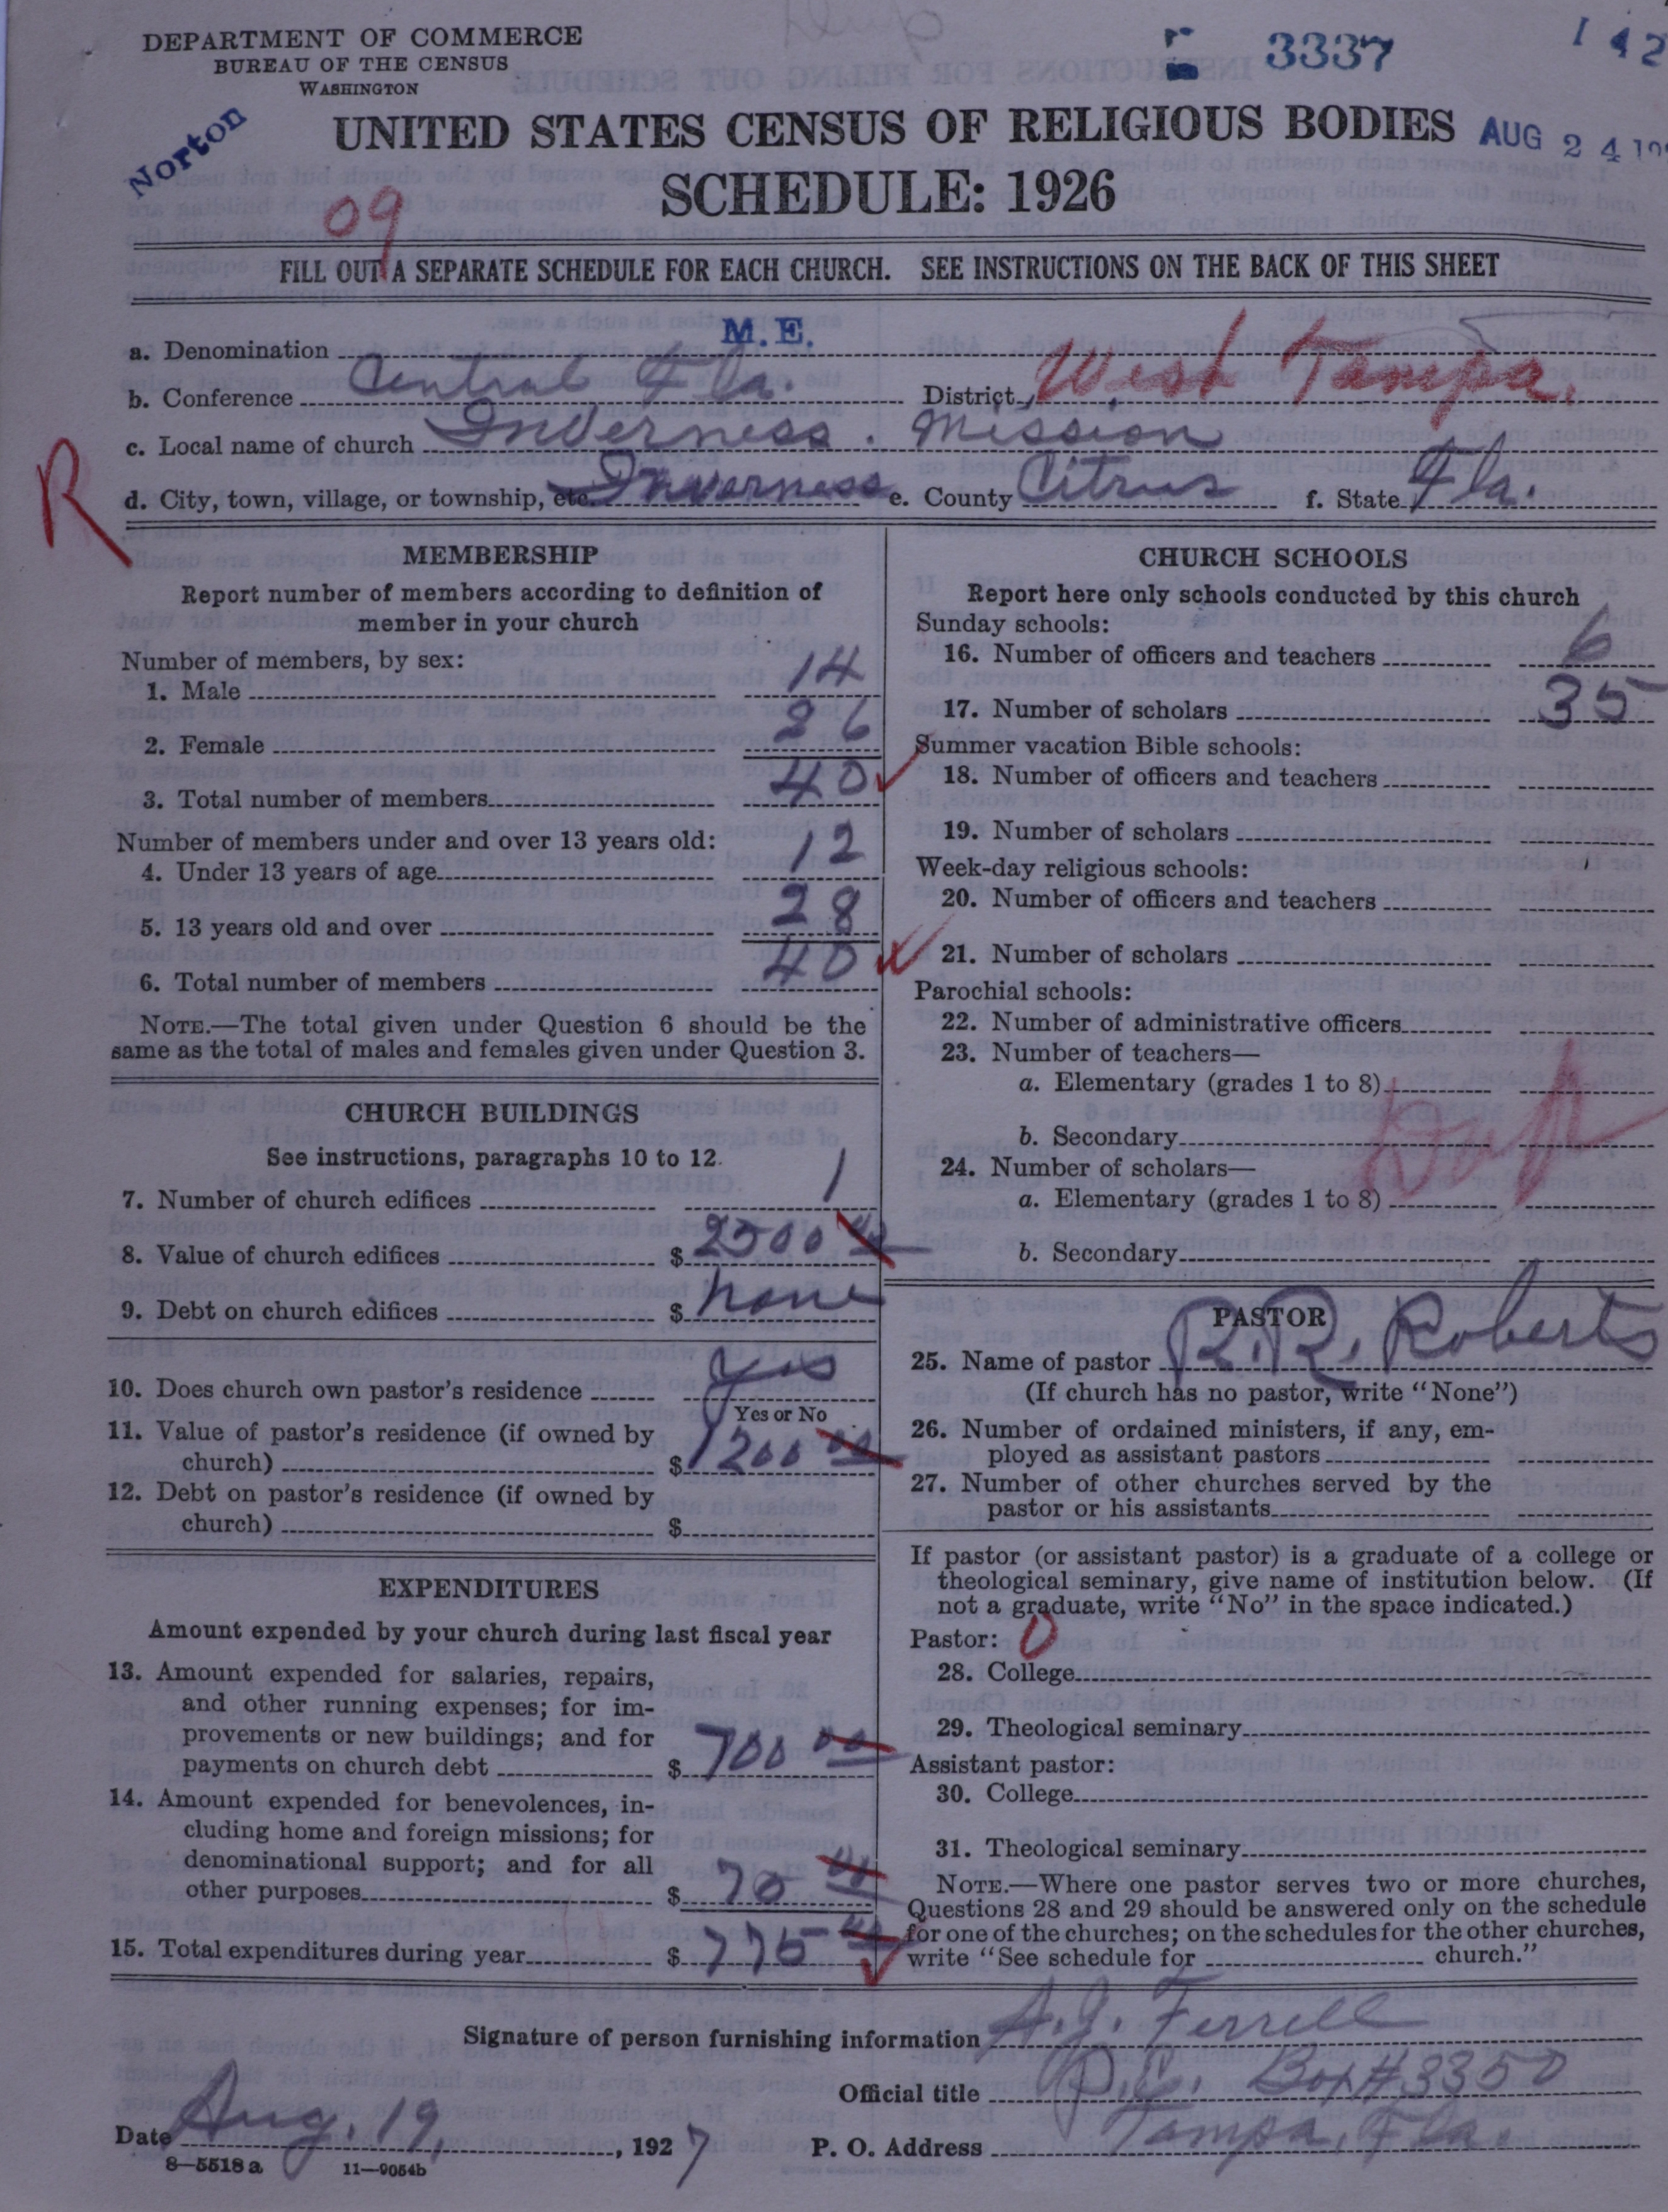 DEPARTMENT OF COMMERCE
BUREAU OF THE CENSUS
WASHINGTON
3337
142
Norton
UNITED STATES CENSUS OF RELIGIOUS BODIES
AUG 24 19
SCHEDULE: 1926
09
FILL OUT A SEPARATE SCHEDULE FOR EACH CHURCH. SEE INSTRUCTIONS ON THE BACK OF THIS SHEET
a. Denomination M.E.
b. Conference Central Fla. District West Tampa.
c. Local name of church Inverness. Mission
R
d. City, town, village, or township, etc. Invarness e. County Citrus f. State Fla.
MEMBERSHIP
Report number of members according to definition of
member in your church
Number of members, by sex:
1. Male 14
2. Female 26
3. Total number of members 40
Number of members under and over 13 years old:
4. Under 13 years of age 12
5. 13 years old and over 28
6. Total number of members 40
NOTE.—The total given under Question 6 should be the
same as the total of males and females given under Question 3.
CHURCH BUILDINGS
See instructions, paragraphs 10 to 12.
7. Number of church edifices 1
8. Value of church edifices $ 2500 00
9. Debt on church edifices $ none
10. Does church own pastor's residence yes
Yes or No
11. Value of pastor's residence (if owned by
church) $ 1200 00
12. Debt on pastor's residence (if owned by
church) $
EXPENDITURES
Amount expended by your church during last fiscal year
13. Amount expended for salaries, repairs,
and other running expenses; for im-
provements or new buildings; and for
payments on church debt $ 700 00
14. Amount expended for benevolences, in-
cluding home and foreign missions; for
denominational support; and for all
other purposes $ 75 00
15. Total expenditures during year $ 775 00
CHURCH SCHOOLS
Report here only schools conducted by this church
Sunday schools:
16. Number of officers and teachers 6
17. Number of scholars 35
Summer vacation Bible schools:
18. Number of officers and teachers
19. Number of scholars
Week-day religious schools:
20. Number of officers and teachers
21. Number of scholars
Parochial schools:
22. Number of administrative officers
23. Number of teachers—
a. Elementary (grades 1 to 8)
b. Secondary
24. Number of scholars—
a. Elementary (grades 1 to 8)
b. Secondary
PASTOR
25. Name of pastor R. R. Roberts
(If church has no pastor, write "None")
26. Number of ordained ministers, if any, em-
ployed as assistant pastors
27. Number of other churches served by the
pastor or his assistants
If pastor (or assistant pastor) is a graduate of a college or
theological seminary, give name of institution below. (If
not a graduate, write "No" in the space indicated.)
Pastor: 0
28. College
29. Theological seminary
Assistant pastor:
30. College
31. Theological seminary
NOTE.—Where one pastor serves two or more churches,
Questions 28 and 29 should be answered only on the schedule
for one of the churches; on the schedules for the other churches,
write "See schedule for church."
Signature of person furnishing information A. J. Ferrell
Official title P.E. Box #3350
Date Aug. 19, , 1927 P. O. Address Tampa, Fla.
8—5518a 11—9054b